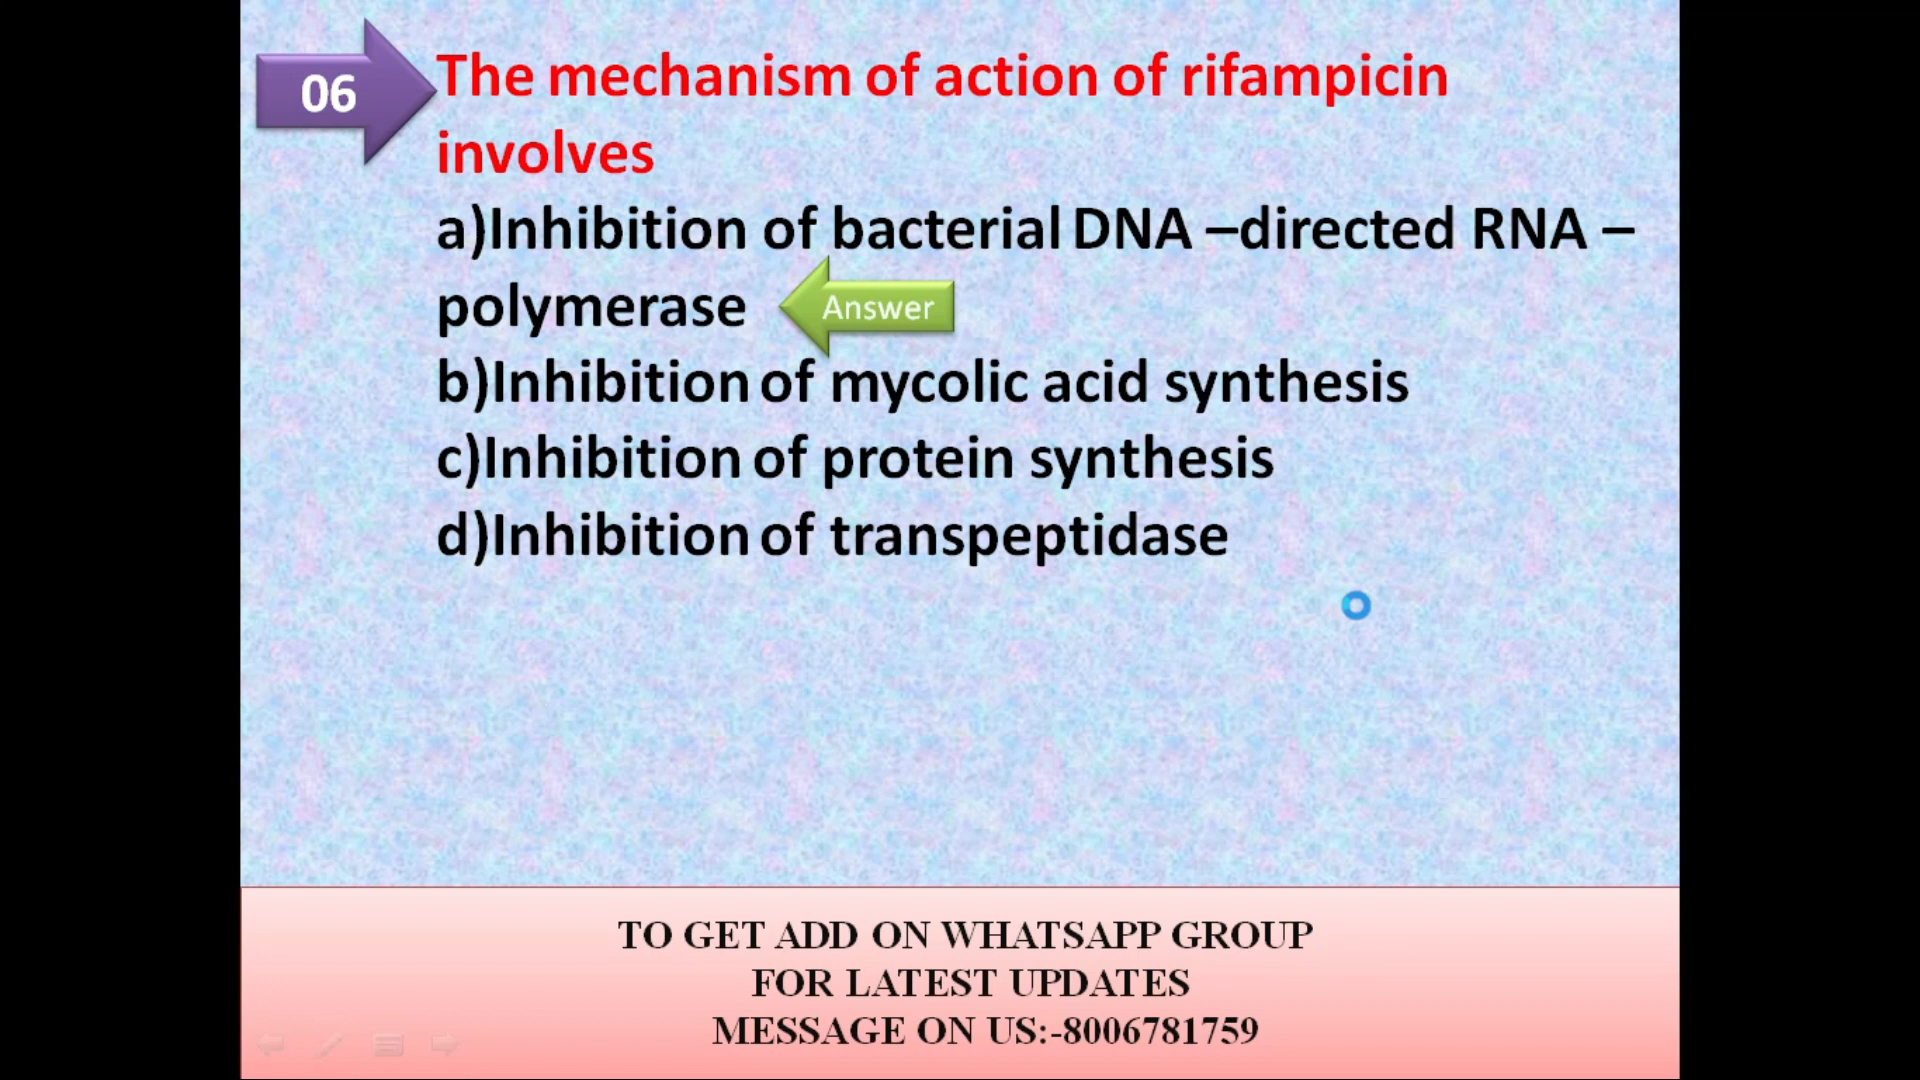 06
The mechanism of action of rifampicin
involves
a)Inhibition of bacterial DNA –directed RNA –
polymerase
Answer
b)Inhibition of mycolic acid synthesis
c)Inhibition of protein synthesis
d)Inhibition of transpeptidase
TO GET ADD ON WHATSAPP GROUP
FOR LATEST UPDATES
MESSAGE ON US:-8006781759